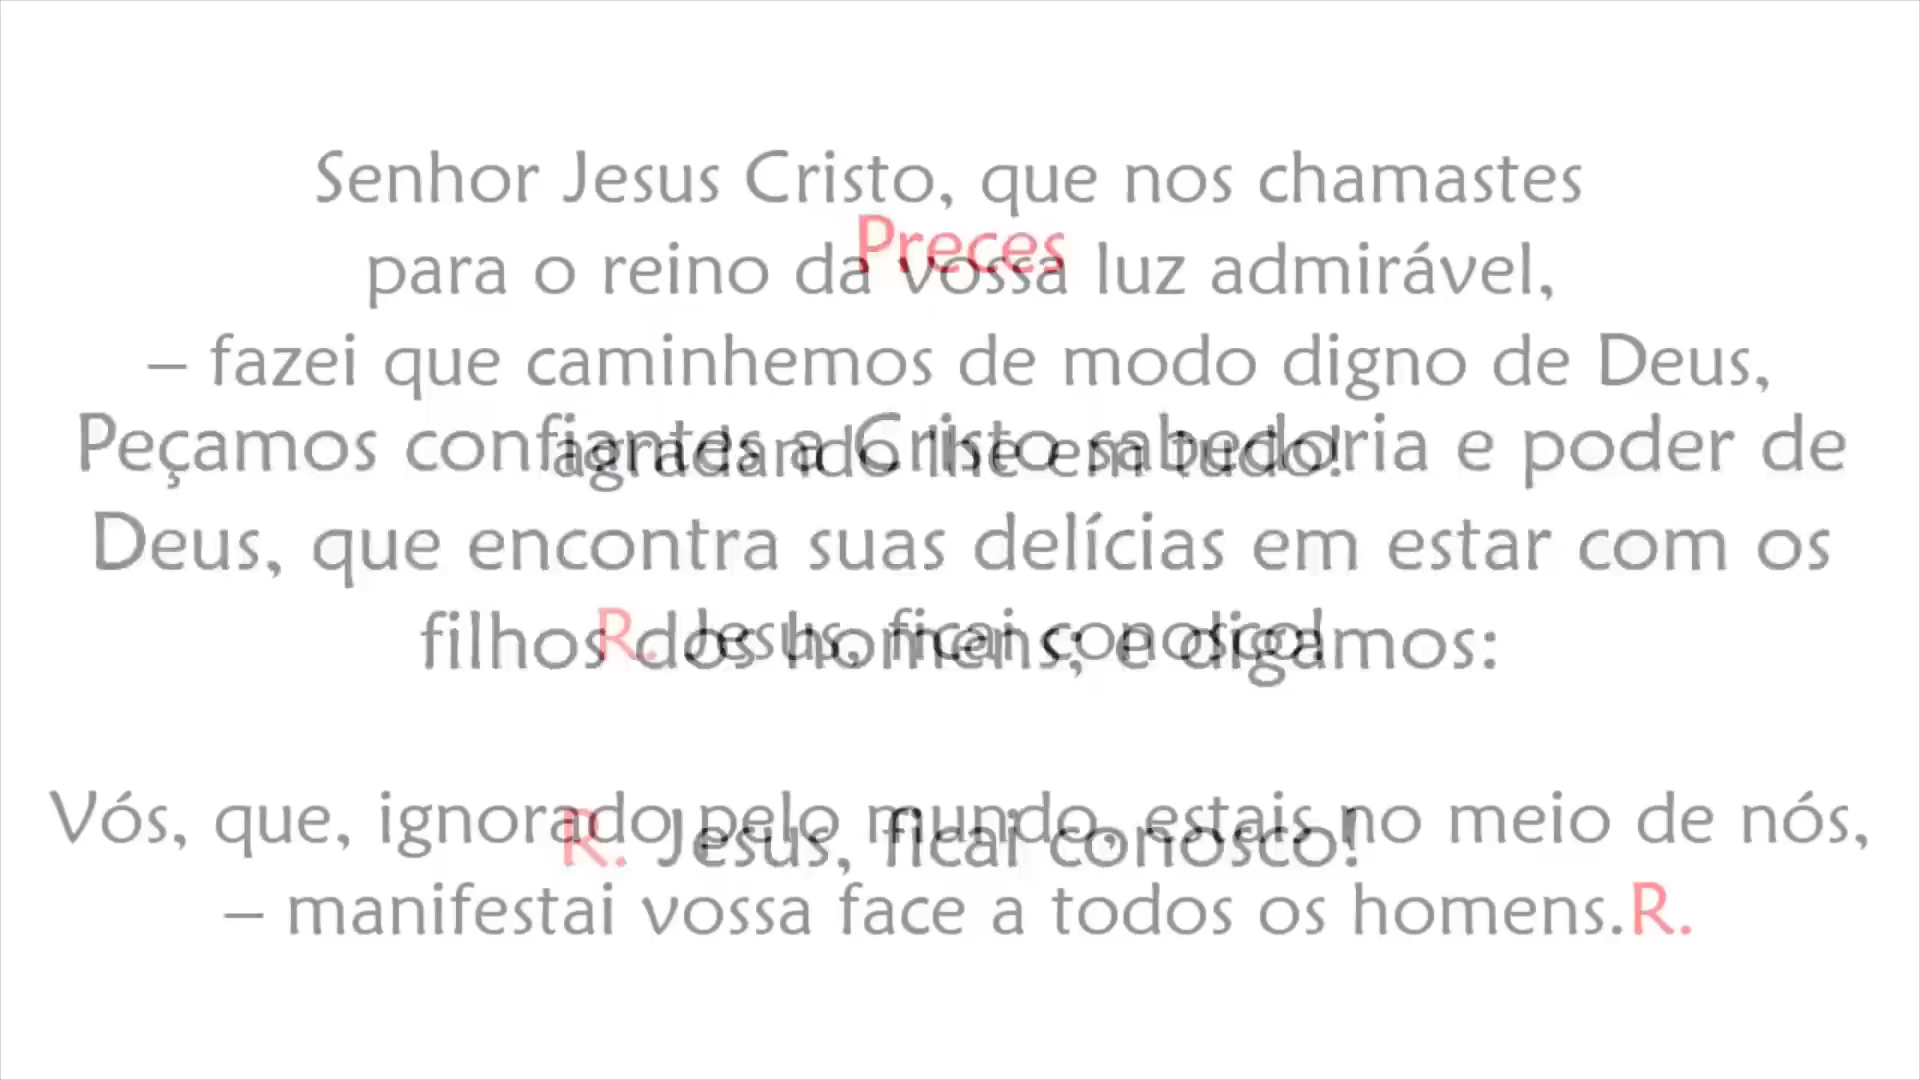 Preces
Peçamos confiantes a Cristo sabedoria e poder de
Deus, que encontra suas delícias em estar com os
filhos dos homens; e digamos:
R. Jesus, ficai conosco!
Senhor Jesus Cristo, que nos chamastes
para o reino da vossa luz admirável,
– fazei que caminhemos de modo digno de Deus,
agradando lhe em tudo!
R. Jesus, ficai conosco!
Vós, que, ignorado pelo mundo, estais no meio de nós,
– manifestai vossa face a todos os homens.R.